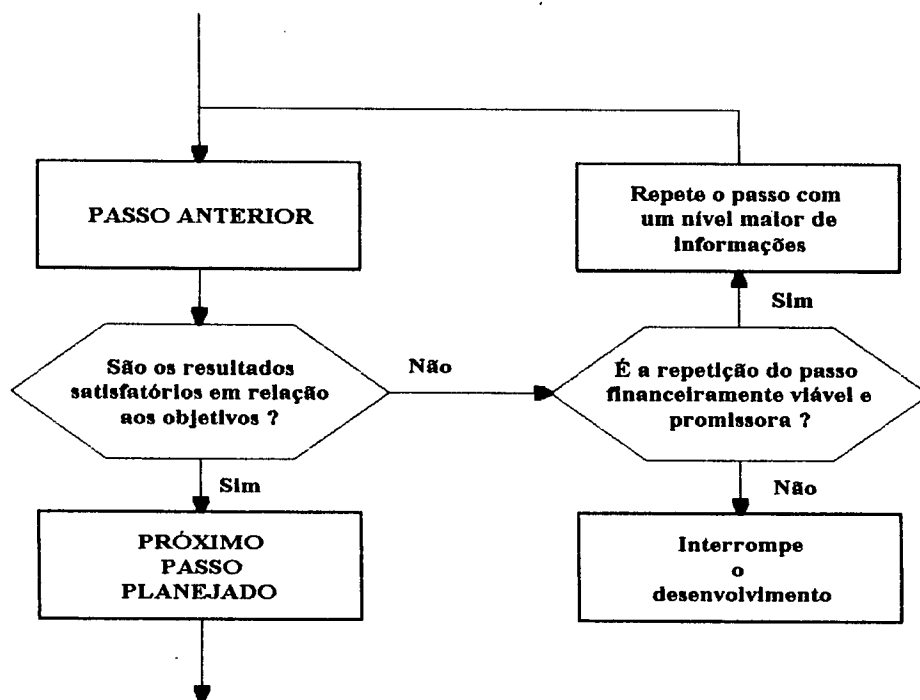 PASSO ANTERIOR
Repete o passo com
um nível maior de
informações
Sim
São os resultados
satisfatórios em relação
aos objetivos ?
Não
É a repetição do passo
financeiramente viável e
promissora ?
Sim
Não
PRÓXIMO
PASSO
PLANEJADO
Interrompe
o
desenvolvimento